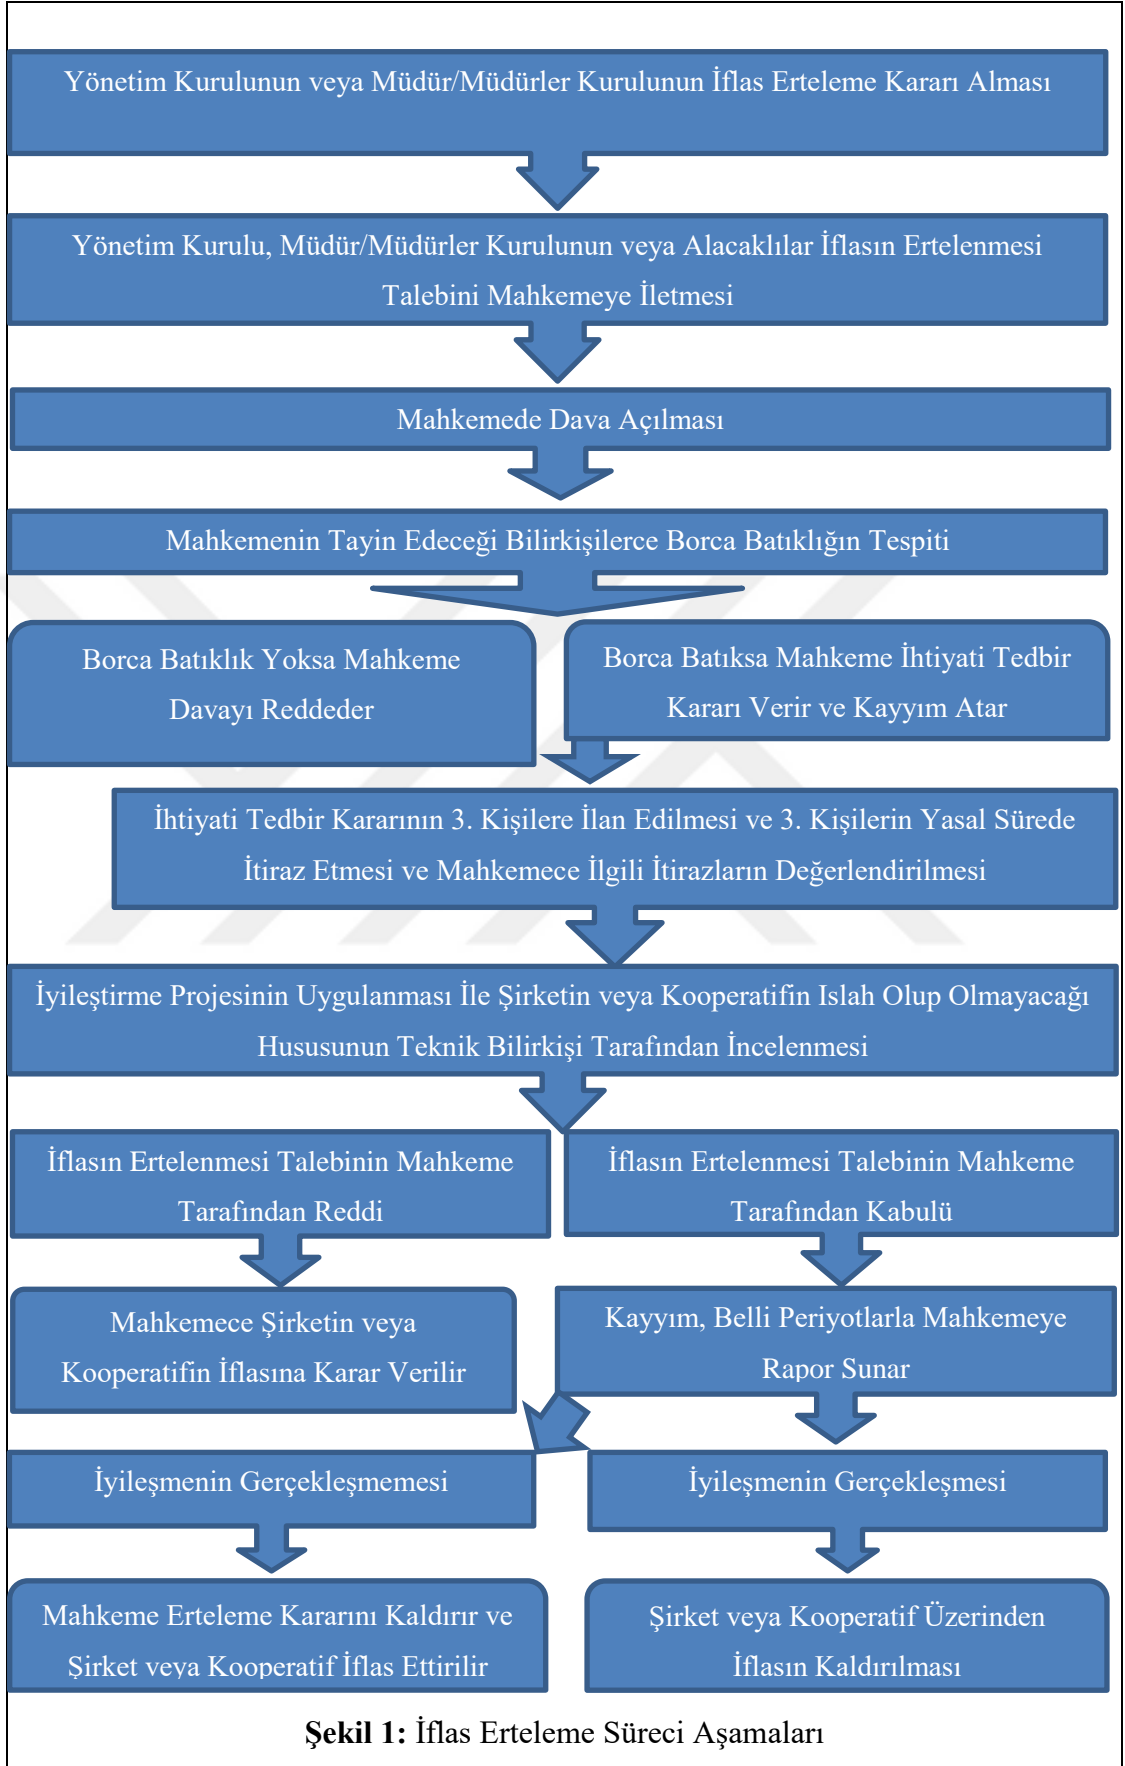 Yönetim Kurulunun veya Müdür/Müdürler Kurulunun İflas Erteleme Kararı Alması
Yönetim Kurulu, Müdür/Müdürler Kurulunun veya Alacaklılar İflasın Ertelenmesi
Talebini Mahkemeye İletmesi
Mahkemede Dava Açılması
Mahkemenin Tayin Edeceği Bilirkişilerce Borca Batıklığın Tespiti
Borca Batıklık Yoksa Mahkeme
Davayı Reddeder
Borca Batıksa Mahkeme İhtiyati Tedbir
Kararı Verir ve Kayyım Atar
İhtiyati Tedbir Kararının 3. Kişilere İlan Edilmesi ve 3. Kişilerin Yasal Sürede
İtiraz Etmesi ve Mahkemece İlgili İtirazların Değerlendirilmesi
İyileştirme Projesinin Uygulanması İle Şirketin veya Kooperatifin Islah Olup Olmayacağı
Hususunun Teknik Bilirkişi Tarafından İncelenmesi
İflasın Ertelenmesi Talebinin Mahkeme
Tarafından Reddi
İflasın Ertelenmesi Talebinin Mahkeme
Tarafından Kabulü
Mahkemece Şirketin veya
Kooperatifin İflasına Karar Verilir
Kayyım, Belli Periyotlarla Mahkemeye
Rapor Sunar
İyileşmenin Gerçekleşmemesi
İyileşmenin Gerçekleşmesi
Mahkeme Erteleme Kararını Kaldırır ve
Şirket veya Kooperatif İflas Ettirilir
Şirket veya Kooperatif Üzerinden
İflasın Kaldırılması
Şekil 1: İflas Erteleme Süreci Aşamaları